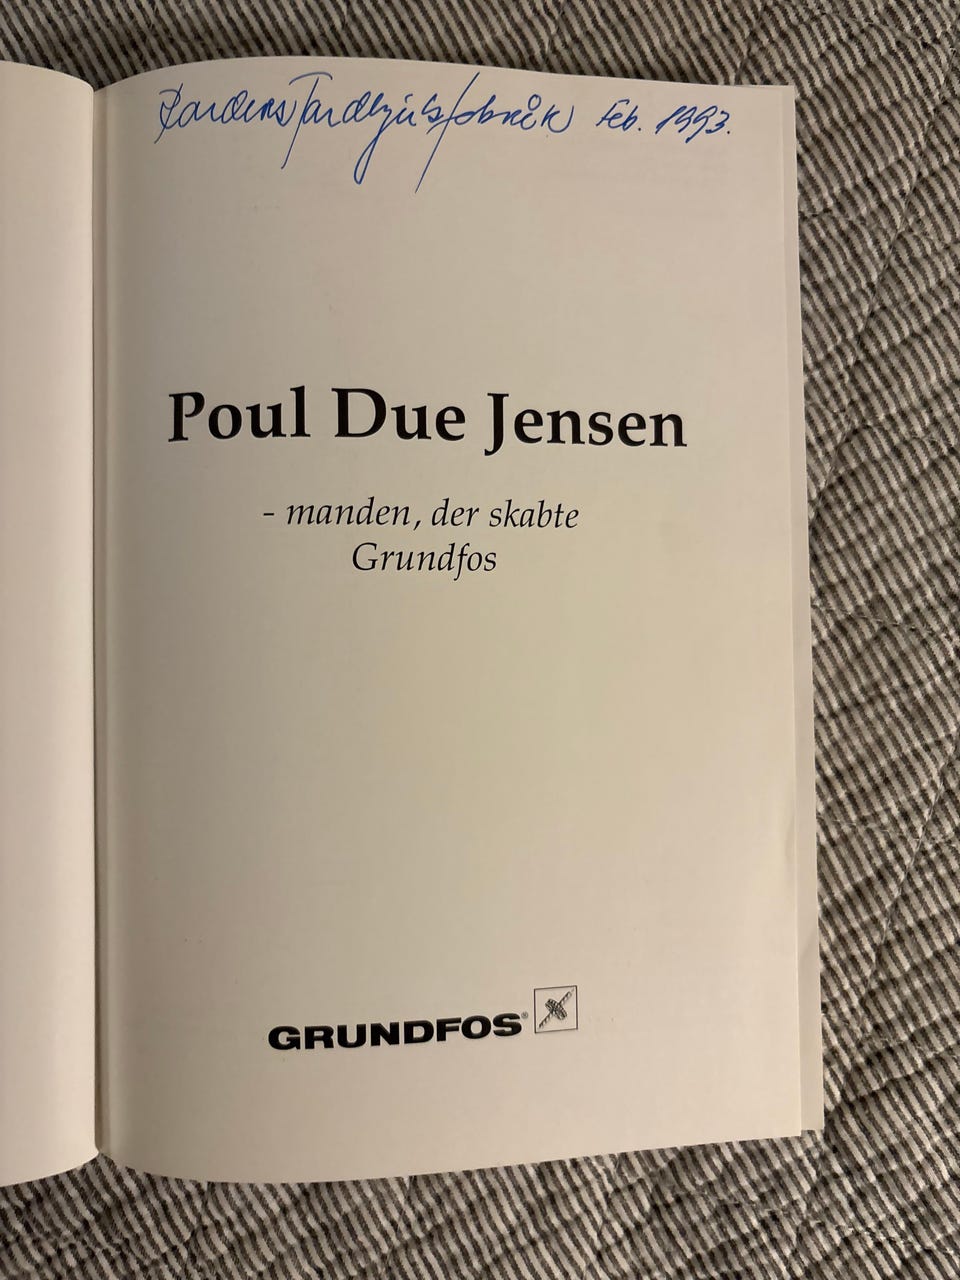 Randers Tandhjulsfabrik Feb. 1993.
Poul Due Jensen
- manden, der skabte
Grundfos
GRUNDFOS®